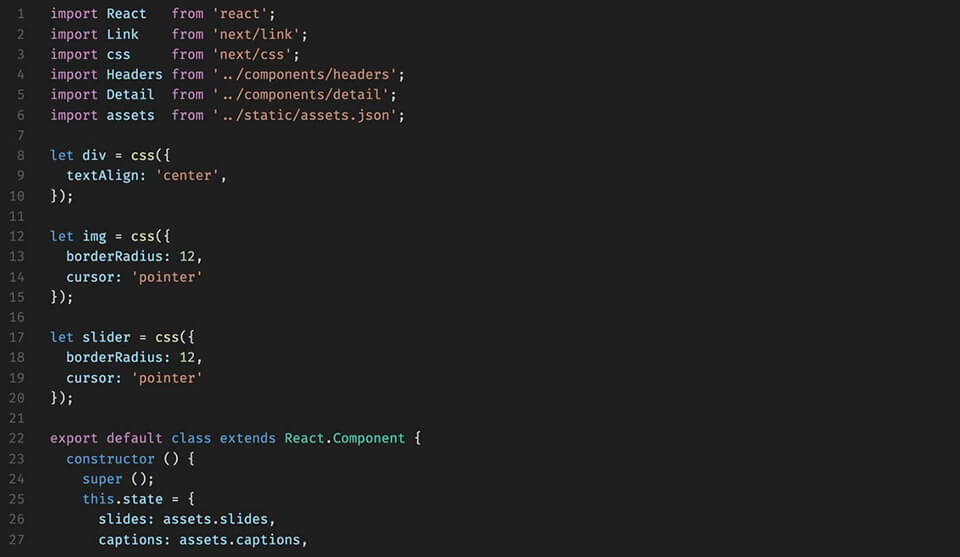 1 import React   from 'react';
2 import Link    from 'next/link';
3 import css     from 'next/css';
4 import Headers from '../components/headers';
5 import Detail  from '../components/detail';
6 import assets  from '../static/assets.json';
7
8 let div = css({
9   textAlign: 'center',
10 });
11
12 let img = css({
13   borderRadius: 12,
14   cursor: 'pointer'
15 });
16
17 let slider = css({
18   borderRadius: 12,
19   cursor: 'pointer'
20 });
21
22 export default class extends React.Component {
23   constructor () {
24     super ();
25     this.state = {
26       slides: assets.slides,
27       captions: assets.captions,